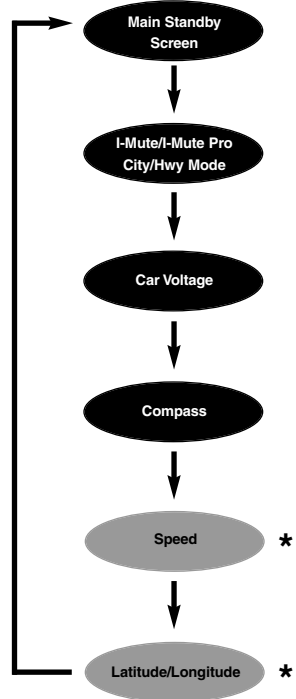 Main Standby
Screen
I-Mute/I-Mute Pro
City/Hwy Mode
Car Voltage
Compass
Speed *
Latitude/Longitude *